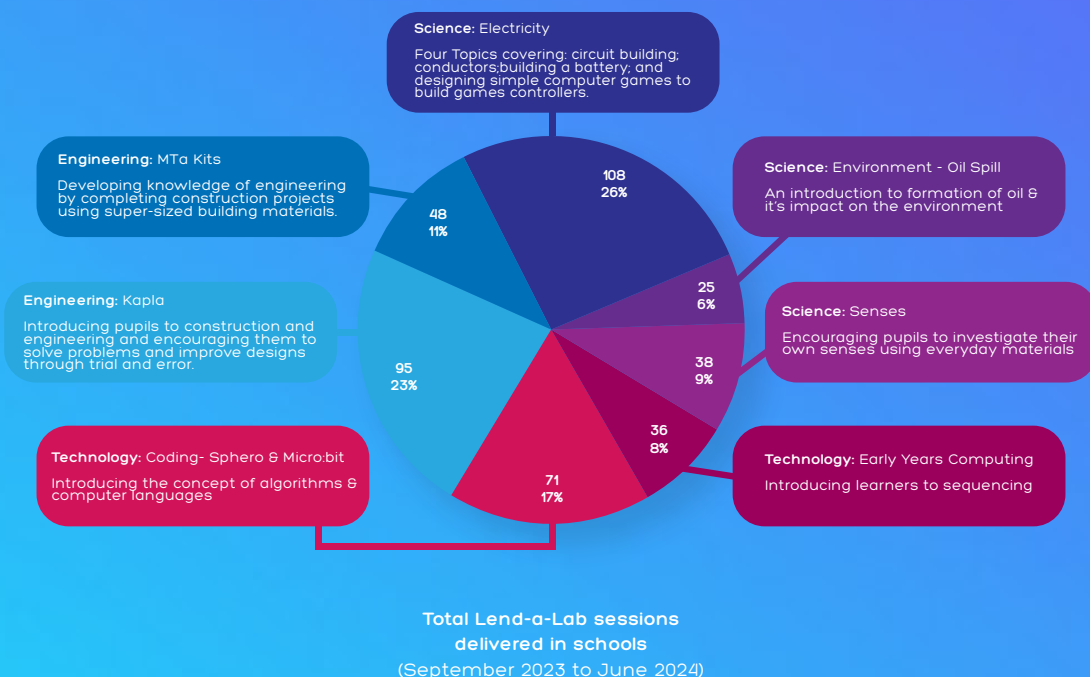 Science: Electricity
Four Topics covering: circuit building;
conductors;building a battery; and
designing simple computer games to
build games controllers.
Engineering: MTa Kits
Developing knowledge of engineering
by completing construction projects
using super-sized building materials.
Science: Environment - Oil Spill
An introduction to formation of oil &
it's impact on the environment
108
26%
48
11%
25
6%
Engineering: Kapla
Introducing pupils to construction and
engineering and encouraging them to
solve problems and improve designs
through trial and error.
Science: Senses
Encouraging pupils to investigate their
own senses using everyday materials
95
23%
38
9%
36
8%
71
17%
Technology: Coding- Sphero & Micro:bit
Introducing the concept of algorithms &
computer languages
Technology: Early Years Computing
Introducing learners to sequencing
Total Lend-a-Lab sessions
delivered in schools
(September 2023 to June 2024)